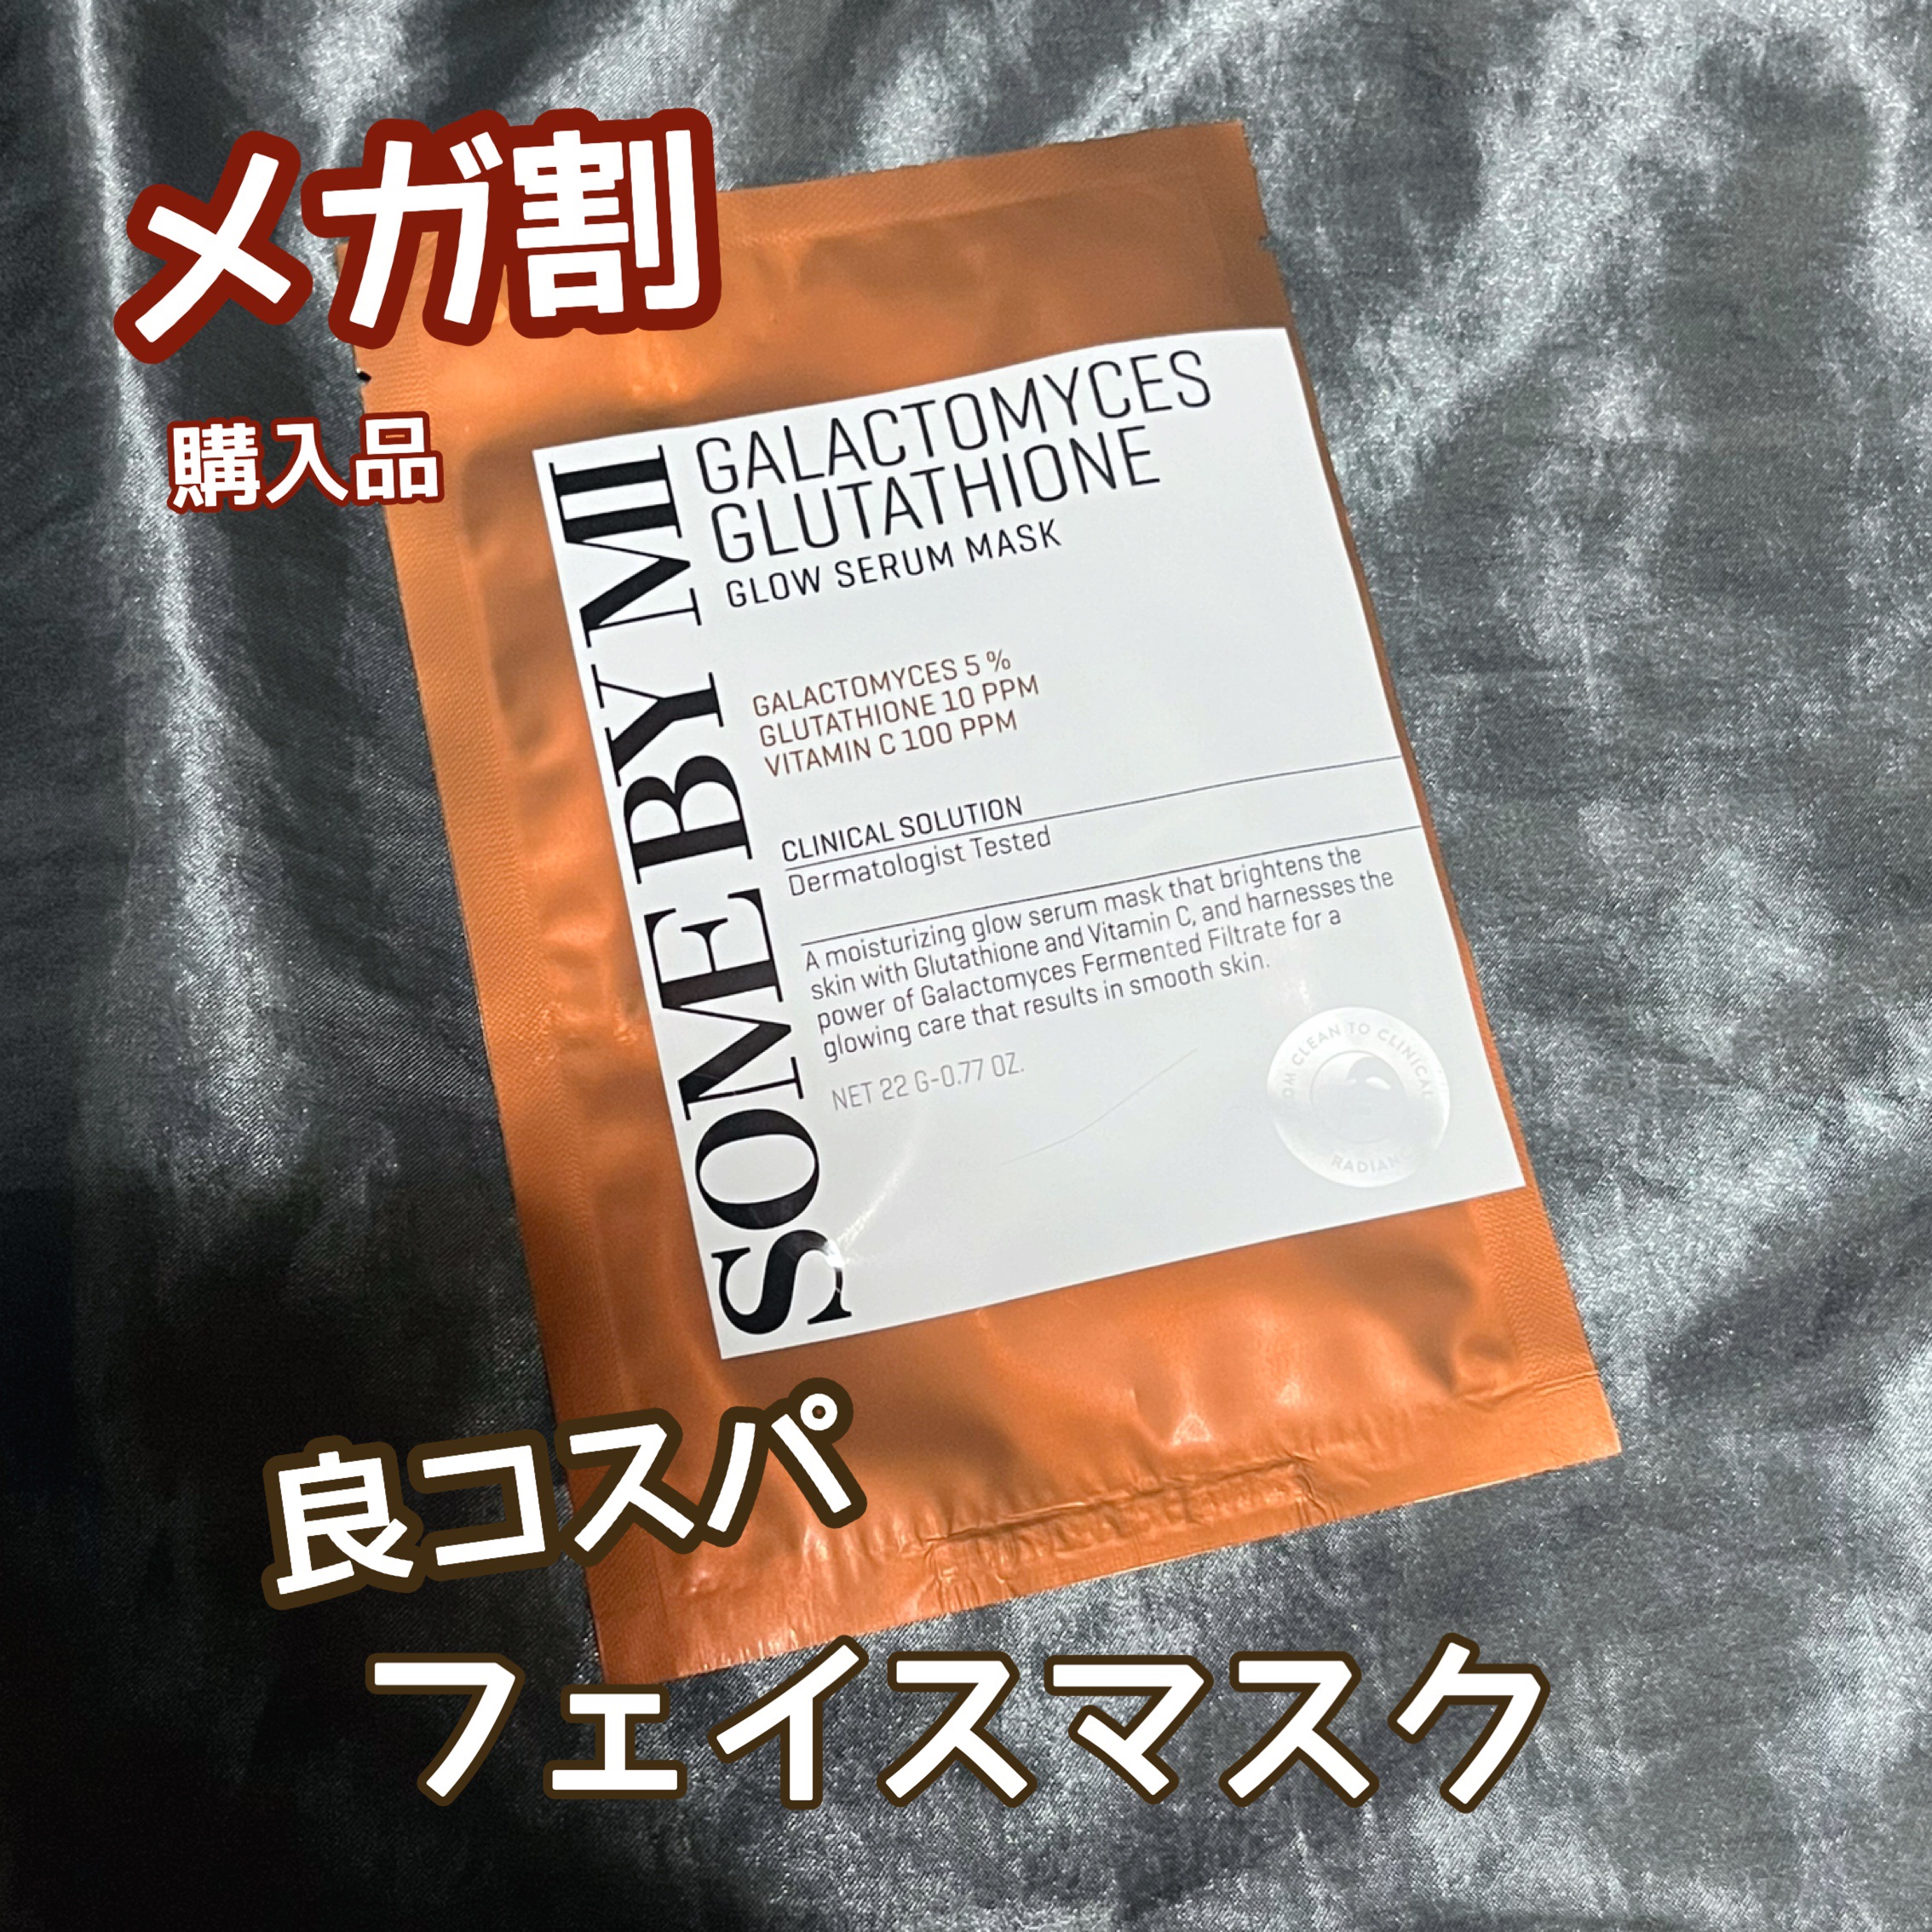 メガ割
購入品
SOME BY MI
GALACTOMYCES
GLUTATHIONE
GLOW SERUM MASK
GALACTOMYCES 5 %
GLUTATHIONE 10 PPM
VITAMIN C 100 PPM
CLINICAL SOLUTION
Dermatologist Tested
A moisturizing glow serum mask that brightens the
skin with Glutathione and Vitamin C, and harnesses the
power of Galactomyces Fermented Filtrate for a
glowing care that results in smooth skin.
NET 22 G-0.77 OZ.
CLEAN TO CLINICAL
良コスパ
フェイスマスク